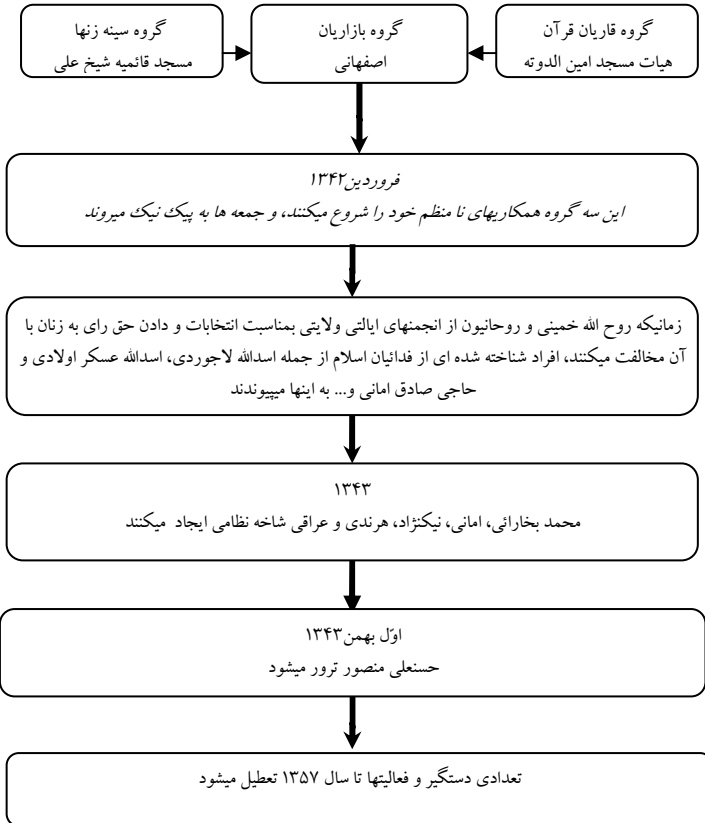 گروه قاریان قرآن
هیات مسجد امین الدوته
گروه بازاریان
اصفهانی
گروه سینه زنها
مسجد قائمیه شیخ علی
فروردین۱۳۴۲
این سه گروه همکاریهای نا منظم خود را شروع میکنند، و جمعه ها به پیک نیک میروند
زمانیکه روح الله خمینی و روحانیون از انجمنهای ایالتی ولایتی بمناسبت انتخابات و دادن حق رای به زنان با
آن مخالفت میکنند، افراد شناخته شده ای از فدائیان اسلام از جمله اسدالله لاجوردی، اسدالله عسکر اولادی و
حاجی صادق امانی و... به اینها میپیوندند
۱۳۴۳
محمد بخارائی، امانی، نیکنژاد، هرندی و عراقی شاخه نظامی ایجاد میکنند
اوّل بهمن۱۳۴۳
حسنعلی منصور ترور میشود
تعدادی دستگیر و فعالیتها تا سال ۱۳۵۷ تعطیل میشود